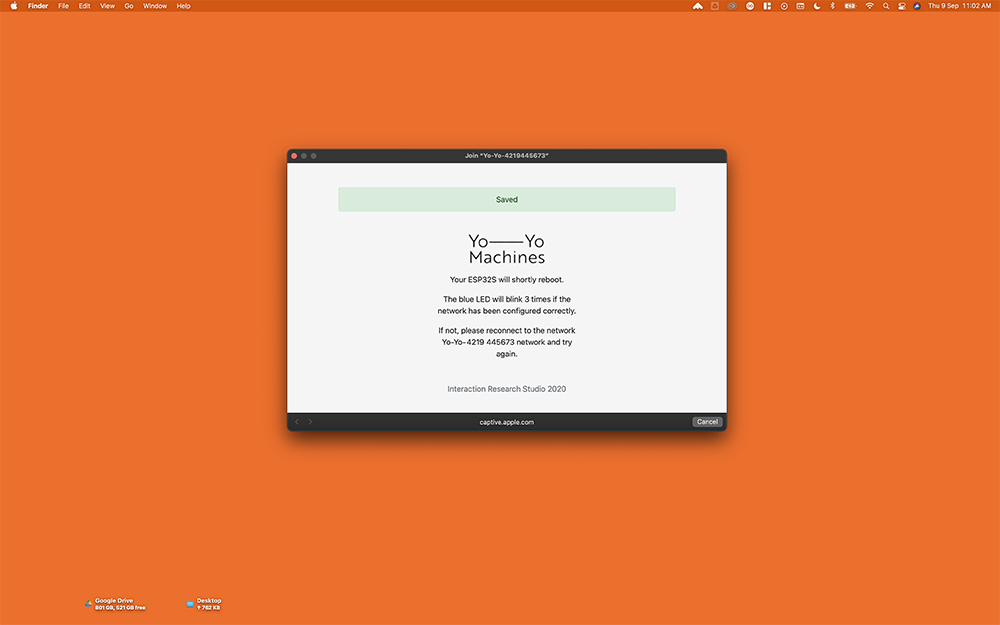 Finder File Edit View Go Window Help
Thu 9 Sep 11:02 AM
Join "Yo-Yo-4219445673"
Saved
Yo——Yo
Machines
Your ESP32S will shortly reboot.
The blue LED will blink 3 times if the
network has been configured correctly.
If not, please reconnect to the network
Yo-Yo-4219 445673 network and try
again.
Interaction Research Studio 2020
captive.apple.com
Cancel
Google Drive
801 GB, 521 GB free
Desktop
762 KB